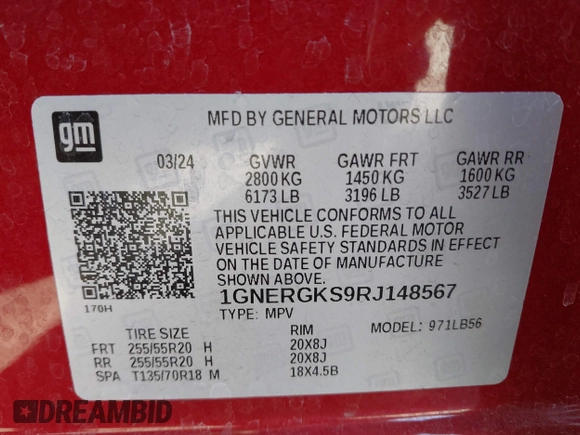 gm
MFD BY GENERAL MOTORS LLC
03/24 GVWR GAWR FRT GAWR RR
2800 KG 1450 KG 1600 KG
6173 LB 3196 LB 3527 LB
THIS VEHICLE CONFORMS TO ALL
APPLICABLE U.S. FEDERAL MOTOR
VEHICLE SAFETY STANDARDS IN EFFECT
ON THE DATE OF MANUFACTURE
SHOWN ABOVE.
170H
1GNERGKS9RJ148567
TYPE: MPV
TIRE SIZE RIM MODEL: 971LB56
FRT 255/55R20 H 20X8J
RR 255/55R20 H 20X8J
SPA T135/70R18 M 18X4.5B
DREAMBID